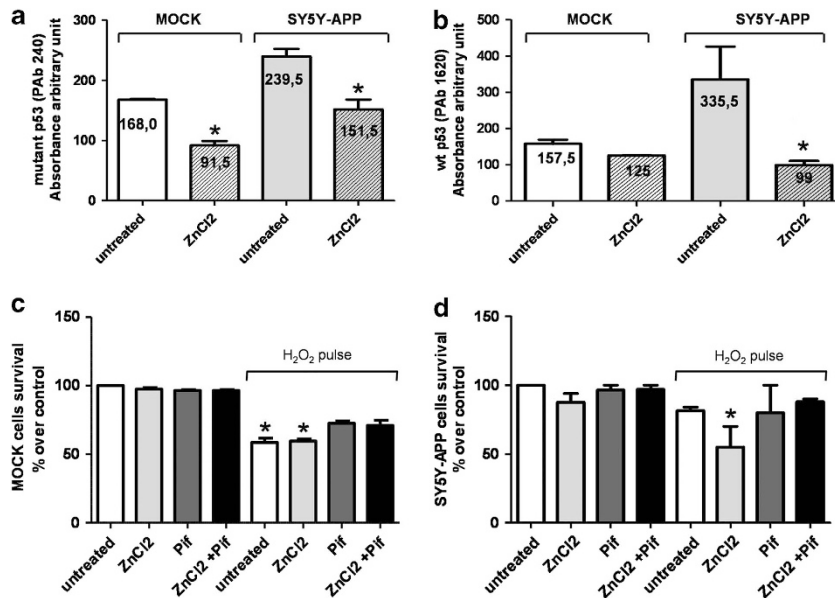 a
mutant p53 (PAb 240)
Absorbance arbitrary unit
300
200
100
0
MOCK
SY5Y-APP
168,0
*
91,5
239,5
*
151,5
untreated
ZnCl2
untreated
ZnCl2
b
wt p53 (PAb 1620)
Absorbance arbitrary unit
500
400
300
200
100
0
MOCK
SY5Y-APP
157,5
125
335,5
*
99
untreated
ZnCl2
untreated
ZnCl2
c
MOCK cells survival
% over control
150
100
50
0
H₂O₂ pulse
*
*
untreated
ZnCl2
Pif
ZnCl2 +Pif
untreated
ZnCl2
Pif
ZnCl2 +Pif
d
SY5Y-APP cells survival
% over control
150
100
50
0
H₂O₂ pulse
*
untreated
ZnCl2
Pif
ZnCl2 +Pif
untreated
ZnCl2
Pif
ZnCl2 +Pif